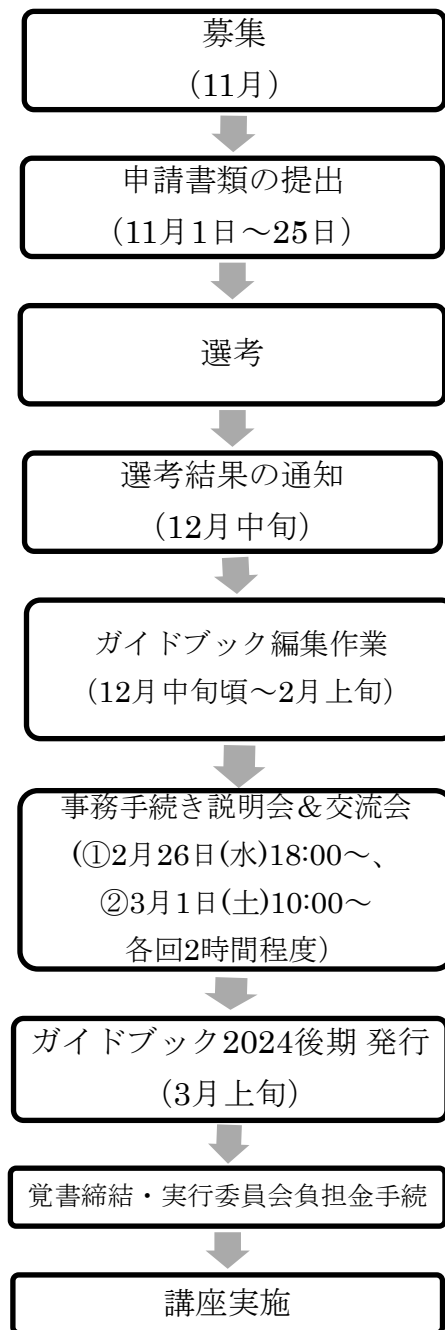 募集
（11月）
申請書類の提出
（11月1日～25日）
選考
選考結果の通知
（12月中旬）
ガイドブック編集作業
（12月中旬頃～2月上旬）
事務手続き説明会＆交流会
(①2月26日(水)18:00～、
②3月1日(土)10:00～
各回2時間程度）
ガイドブック2024後期 発行
（3月上旬）
覚書締結・実行委員会負担金手続
講座実施